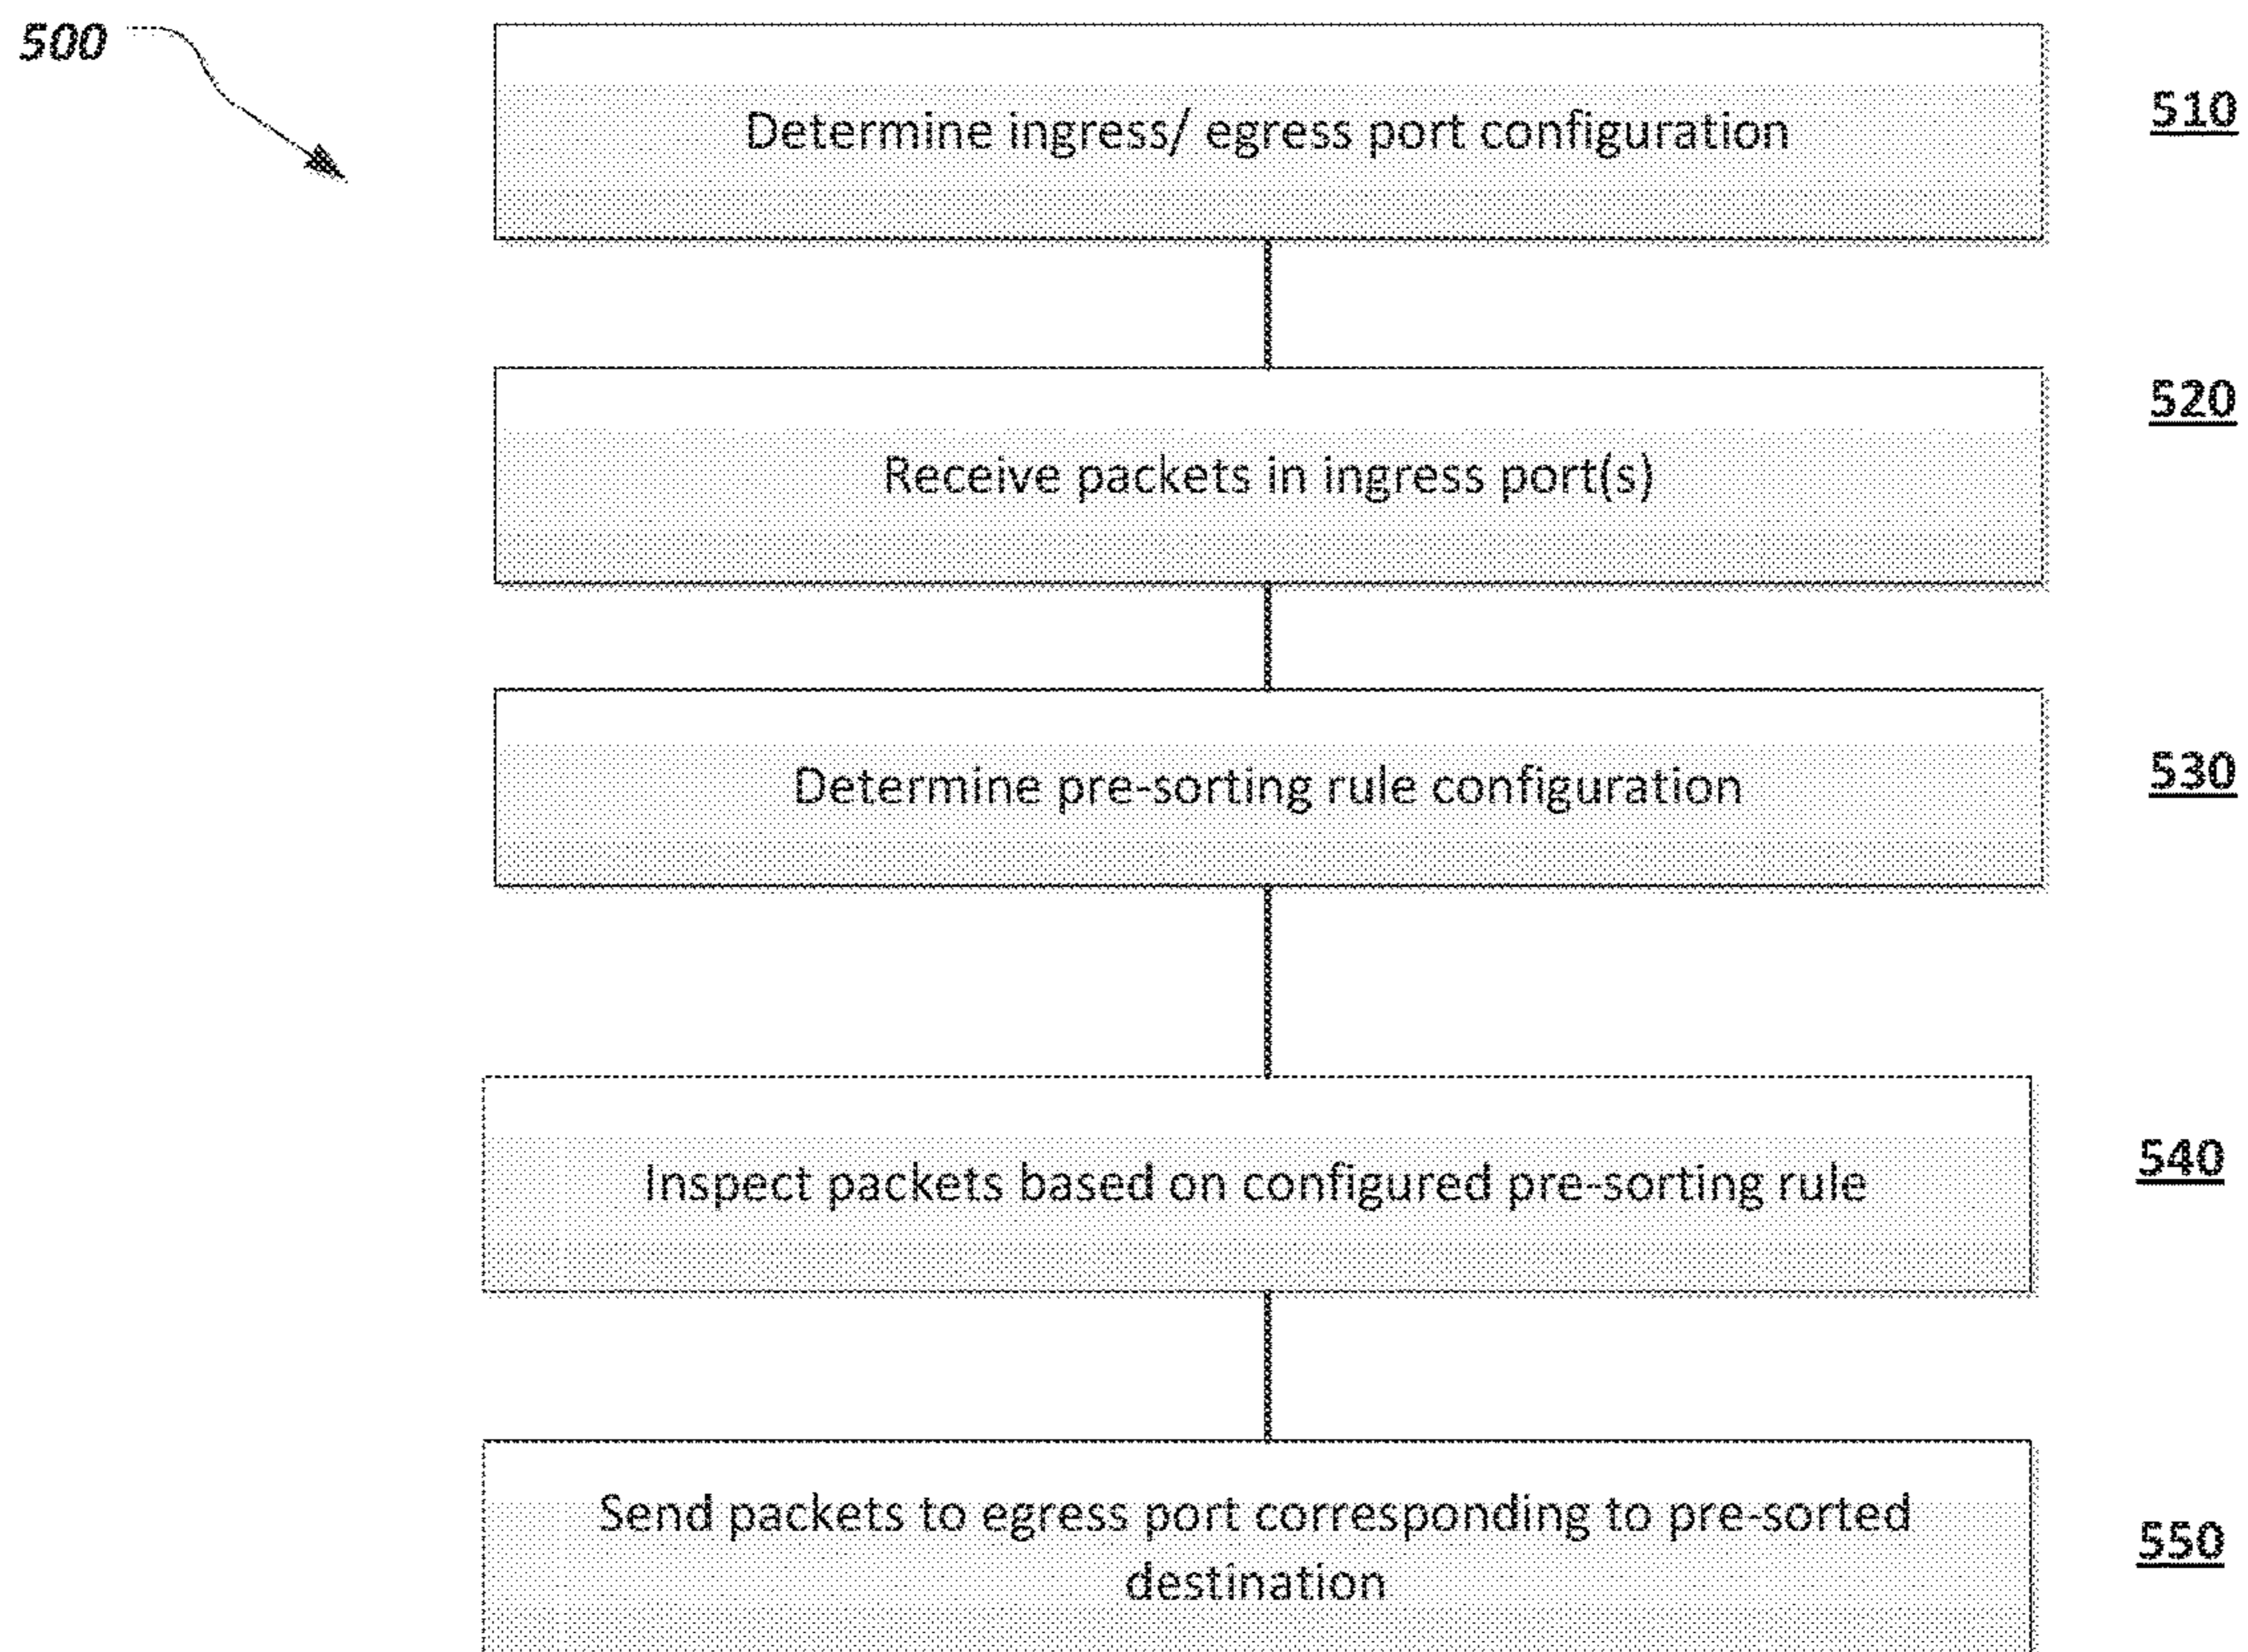 500
Determine ingress/ egress port configuration
510
Receive packets in ingress port(s)
520
Determine pre-sorting rule configuration
530
Inspect packets based on configured pre-sorting rule
540
Send packets to egress port corresponding to pre-sorted
destination
550